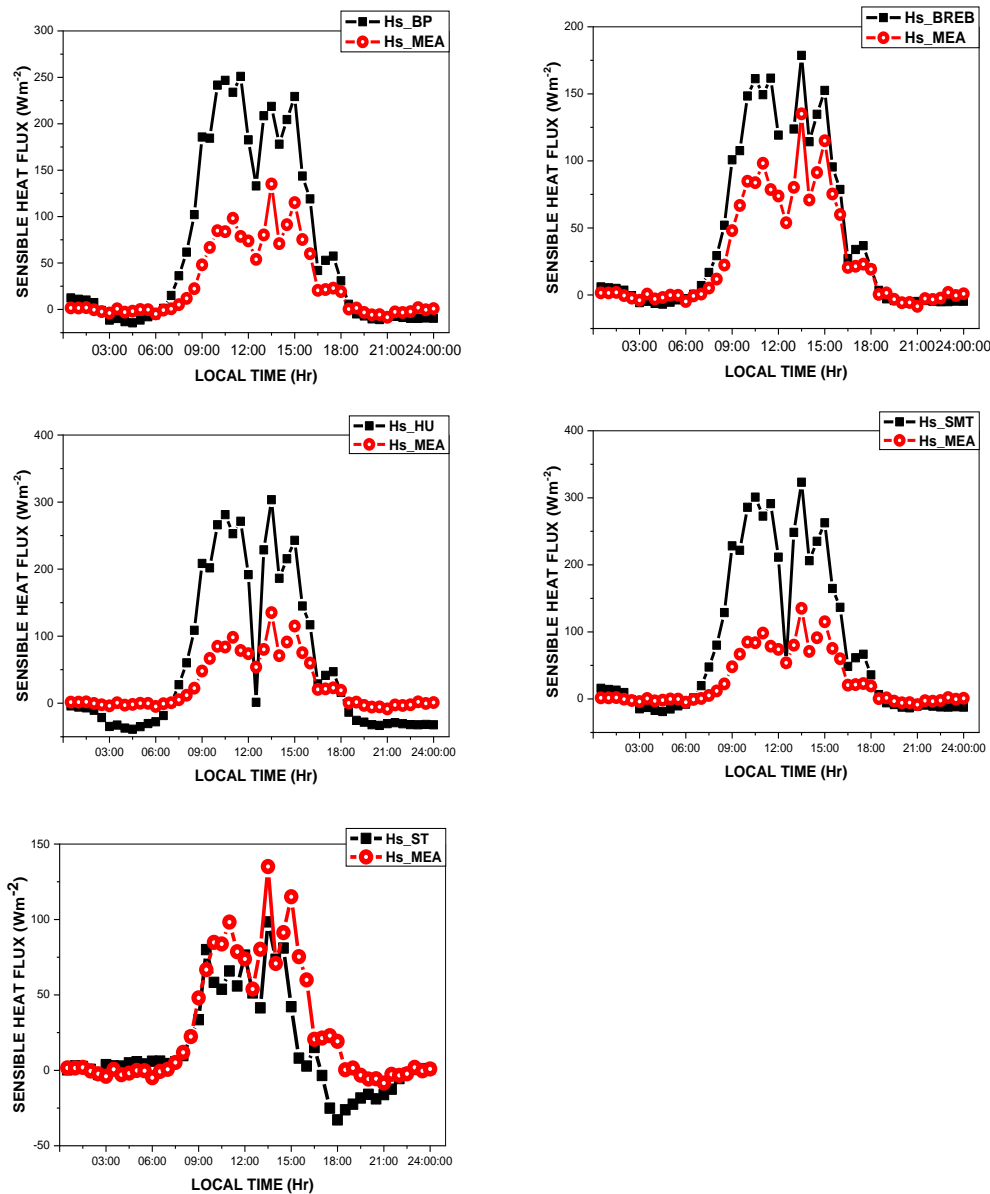 Hs_BP
Hs_MEA
300
250
200
150
100
50
0
SENSIBLE HEAT FLUX (Wm-2)
03:00 06:00 09:00 12:00 15:00 18:00 21:00 24:00:00
LOCAL TIME (Hr)
Hs_BREB
Hs_MEA
200
150
100
50
0
-25
SENSIBLE HEAT FLUX (Wm-2)
03:00 06:00 09:00 12:00 15:00 18:00 21:00 24:00:00
LOCAL TIME (Hr)
Hs_HU
Hs_MEA
400
300
200
100
0
SENSIBLE HEAT FLUX (Wm-2)
03:00 06:00 09:00 12:00 15:00 18:00 21:00 24:00:00
LOCAL TIME (Hr)
Hs_SMT
Hs_MEA
400
300
200
100
0
SENSIBLE HEAT FLUX (Wm-2)
03:00 06:00 09:00 12:00 15:00 18:00 21:00 24:00:00
LOCAL TIME (Hr)
Hs_ST
Hs_MEA
150
100
50
0
-50
SENSIBLE HEAT FLUX (Wm-2)
03:00 06:00 09:00 12:00 15:00 18:00 21:00 24:00:00
LOCAL TIME (Hr)